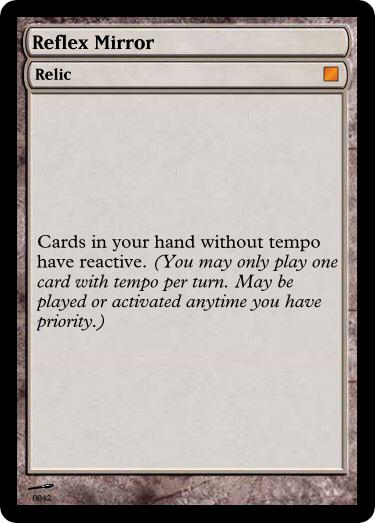 Reflex Mirror
Relic
Cards in your hand without tempo
have reactive. (You may only play one
card with tempo per turn. May be
played or activated anytime you have
priority.)
0042